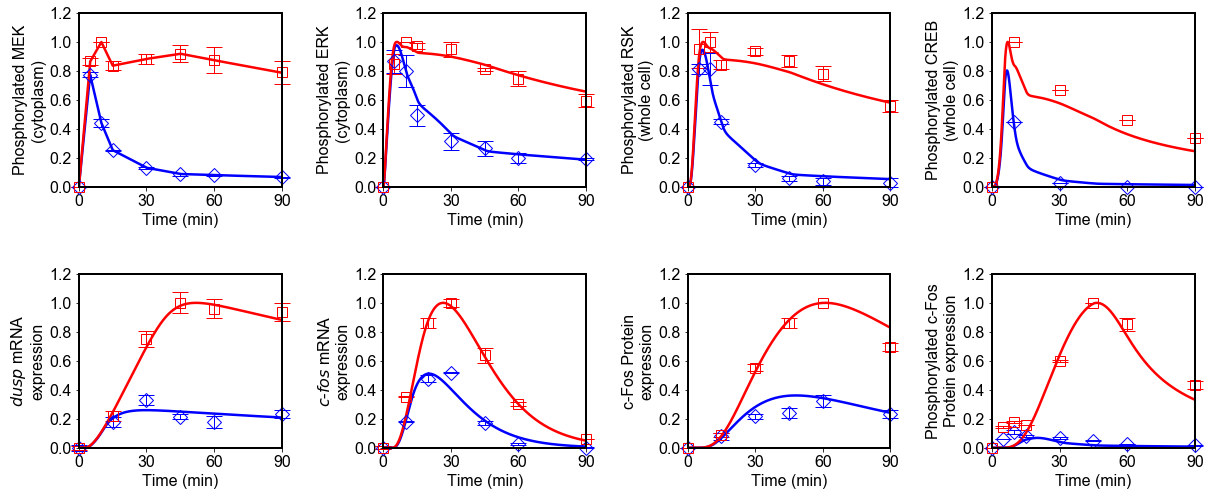 Phosphorylated MEK
(cytoplasm)
1.2
1.0
0.8
0.6
0.4
0.2
0.0
0 30 60 90
Time (min)
Phosphorylated ERK
(cytoplasm)
1.2
1.0
0.8
0.6
0.4
0.2
0.0
0 30 60 90
Time (min)
Phosphorylated RSK
(whole cell)
1.2
1.0
0.8
0.6
0.4
0.2
0.0
0 30 60 90
Time (min)
Phosphorylated CREB
(whole cell)
1.2
1.0
0.8
0.6
0.4
0.2
0.0
0 30 60 90
Time (min)
dusp mRNA
expression
1.2
1.0
0.8
0.6
0.4
0.2
0.0
0 30 60 90
Time (min)
c-fos mRNA
expression
1.2
1.0
0.8
0.6
0.4
0.2
0.0
0 30 60 90
Time (min)
c-Fos Protein
expression
1.2
1.0
0.8
0.6
0.4
0.2
0.0
0 30 60 90
Time (min)
Phosphorylated c-Fos
Protein expression
1.2
1.0
0.8
0.6
0.4
0.2
0.0
0 30 60 90
Time (min)